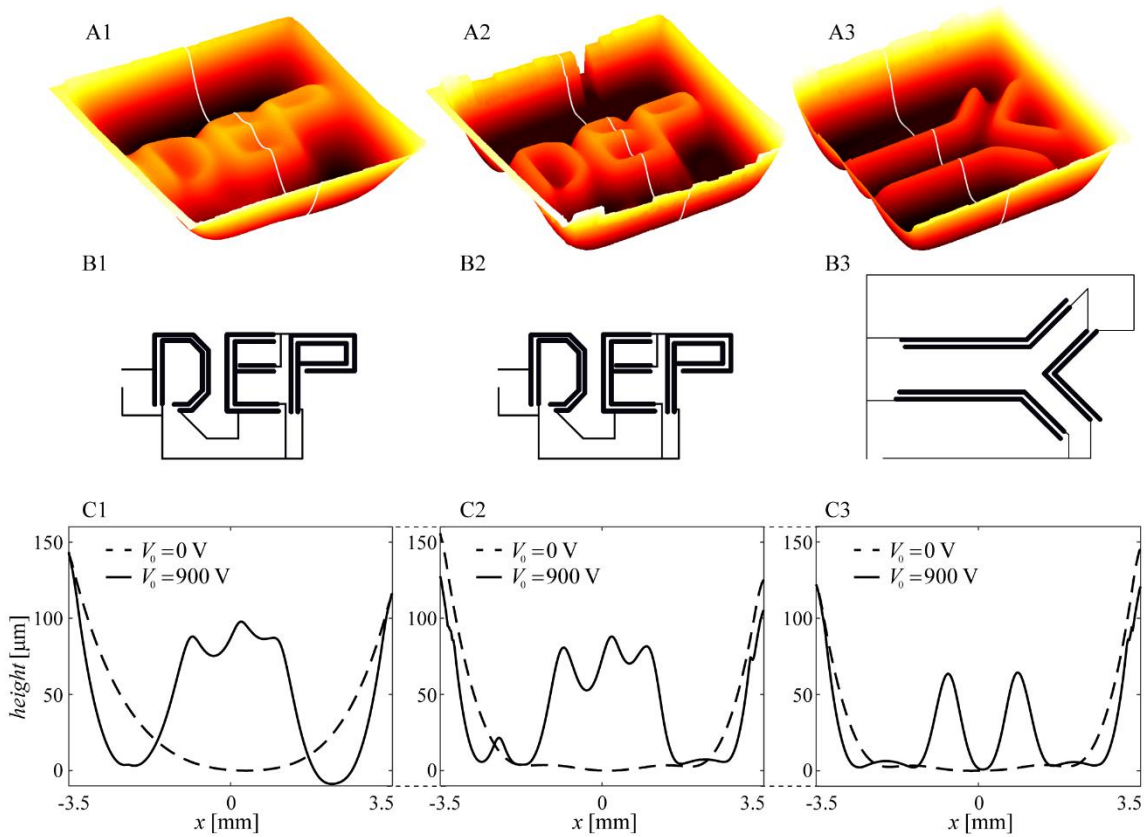 A1 A2 A3
B1 B2 B3
DEP DEP
C1 C2 C3
V₀=0 V V₀=0 V V₀=0 V
V₀=900 V V₀=900 V V₀=900 V
height [μm]
150 150 150
100 100 100
50 50 50
0 0 0
-3.5 0 3.5 -3.5 0 3.5 -3.5 0 3.5
x [mm] x [mm] x [mm]